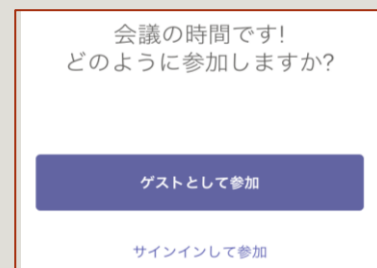 会議の時間です!
どのように参加しますか?
ゲストとして参加
サインインして参加